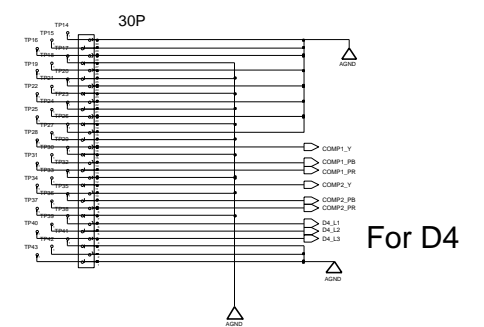 30P
TP14
TP15
TP16
TP17
TP18
TP19
TP20
TP21
TP22
TP23
TP24
TP25
TP26
TP27
TP28
TP29
TP30
TP31
TP32
TP33
TP34
TP35
TP36
TP37
TP38
TP39
TP40
TP41
TP42
TP43
AGND
COMP1_Y
COMP1_PB
COMP1_PR
COMP2_Y
COMP2_PB
COMP2_PR
D4_L1
D4_L2
D4_L3
For D4
AGND
AGND